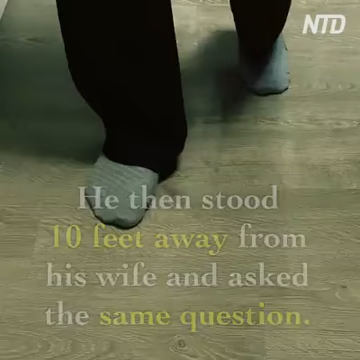 NTD
He then stood
10 feet away from
his wife and asked
the same question.